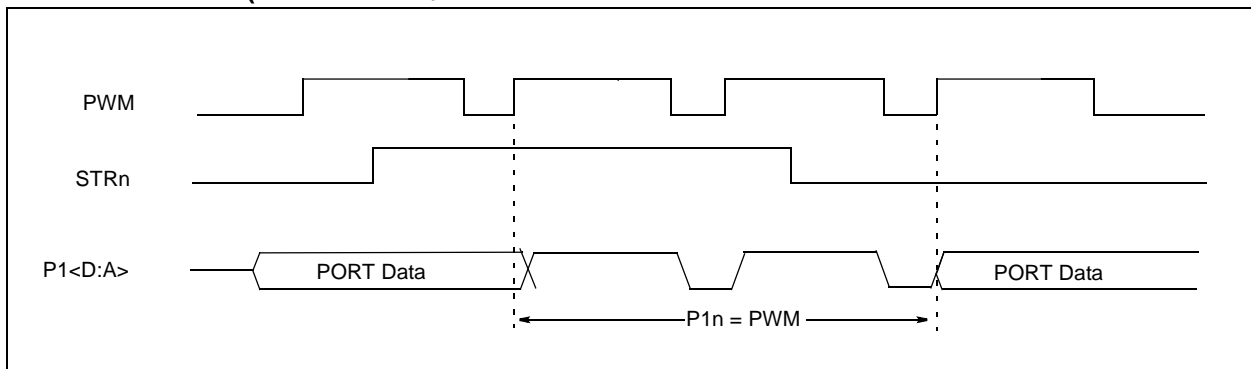 PWM
STRn
P1<D:A>
PORT Data
PORT Data
P1n = PWM